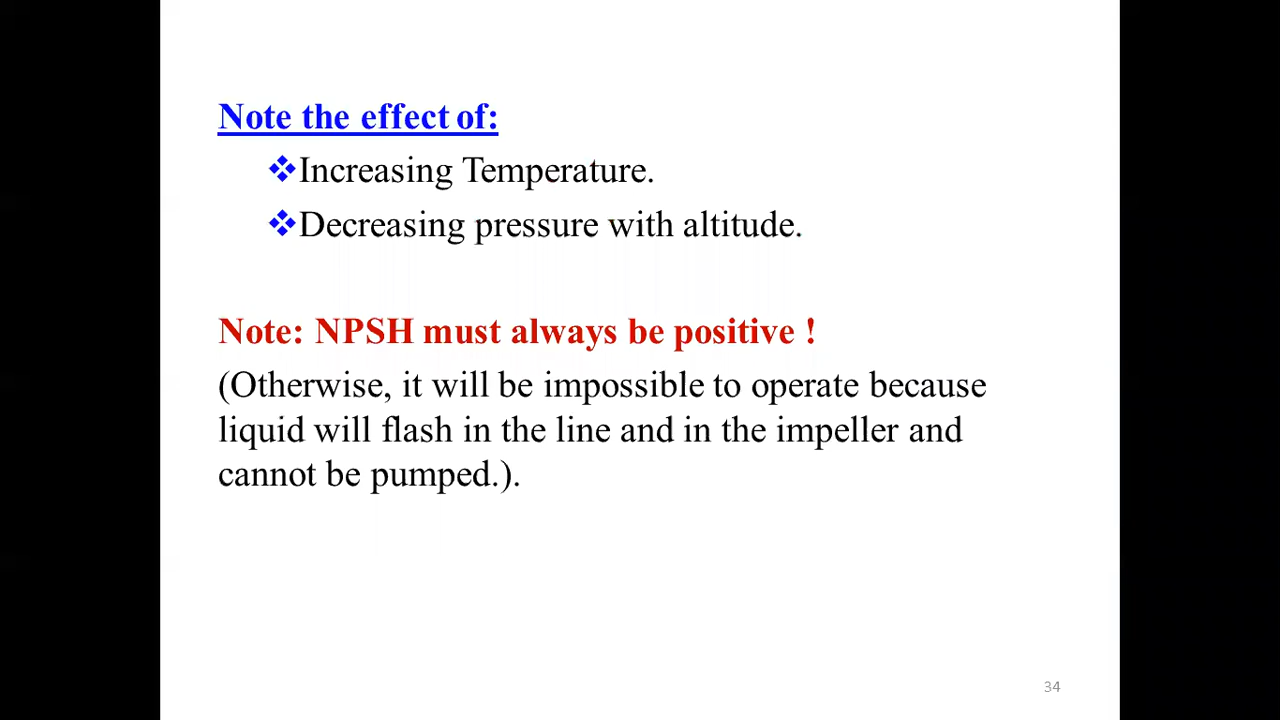 Note the effect of:
❖Increasing Temperature.
❖Decreasing pressure with altitude.
Note: NPSH must always be positive !
(Otherwise, it will be impossible to operate because
liquid will flash in the line and in the impeller and
cannot be pumped.).
34